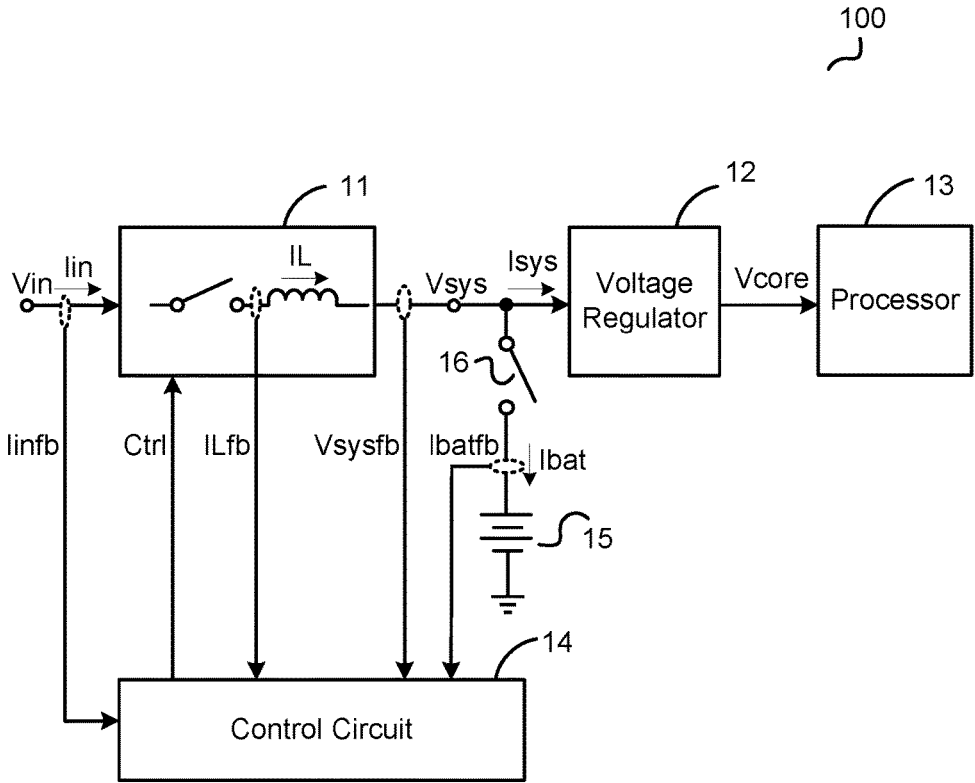 100
11
12
13
Vin
Iin
IL
Vsys
Isys
Voltage
Regulator
Vcore
Processor
16
Iinfb
Ctrl
ILfb
Vsysfb
Ibatfb
Ibat
15
14
Control Circuit